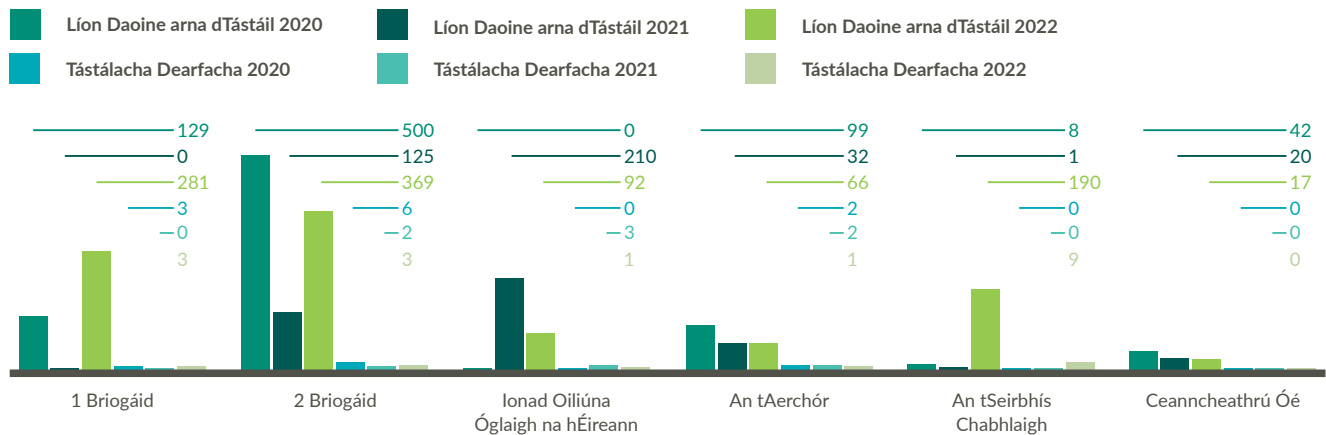 Líon Daoine arna dTástáil 2020
Líon Daoine arna dTástáil 2021
Líon Daoine arna dTástáil 2022
Tástálacha Dearfacha 2020
Tástálacha Dearfacha 2021
Tástálacha Dearfacha 2022
129
0
281
3
0
3
500
125
369
6
2
3
0
210
92
0
3
1
99
32
66
2
2
1
8
1
190
0
0
9
42
20
17
0
0
0
1 Briogáid
2 Briogáid
Ionad Oiliúna
Óglaigh na hÉireann
An tAerchór
An tSeirbhís
Chabhlaigh
Ceanncheathrú Óé